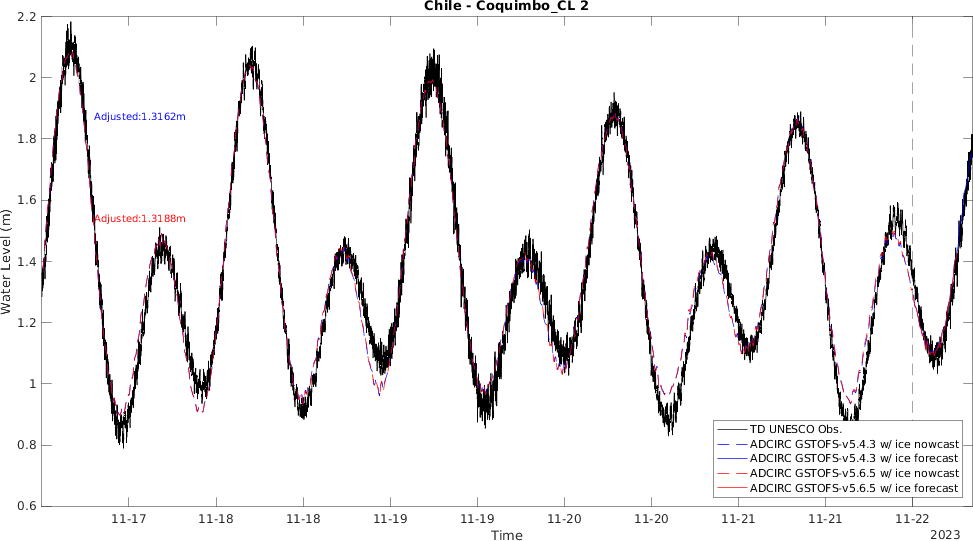 Chile - Coquimbo_CL 2
2.2
2
1.8
1.6
1.4
1.2
1
0.8
0.6
Water Level (m)
Adjusted:1.3162m
Adjusted:1.3188m
TD UNESCO Obs.
ADCIRC GSTOFS-v5.4.3 w/ ice nowcast
ADCIRC GSTOFS-v5.4.3 w/ ice forecast
ADCIRC GSTOFS-v5.6.5 w/ ice nowcast
ADCIRC GSTOFS-v5.6.5 w/ ice forecast
11-17 11-18 11-18 11-19 11-19 11-20 11-20 11-21 11-21 11-22
Time
2023